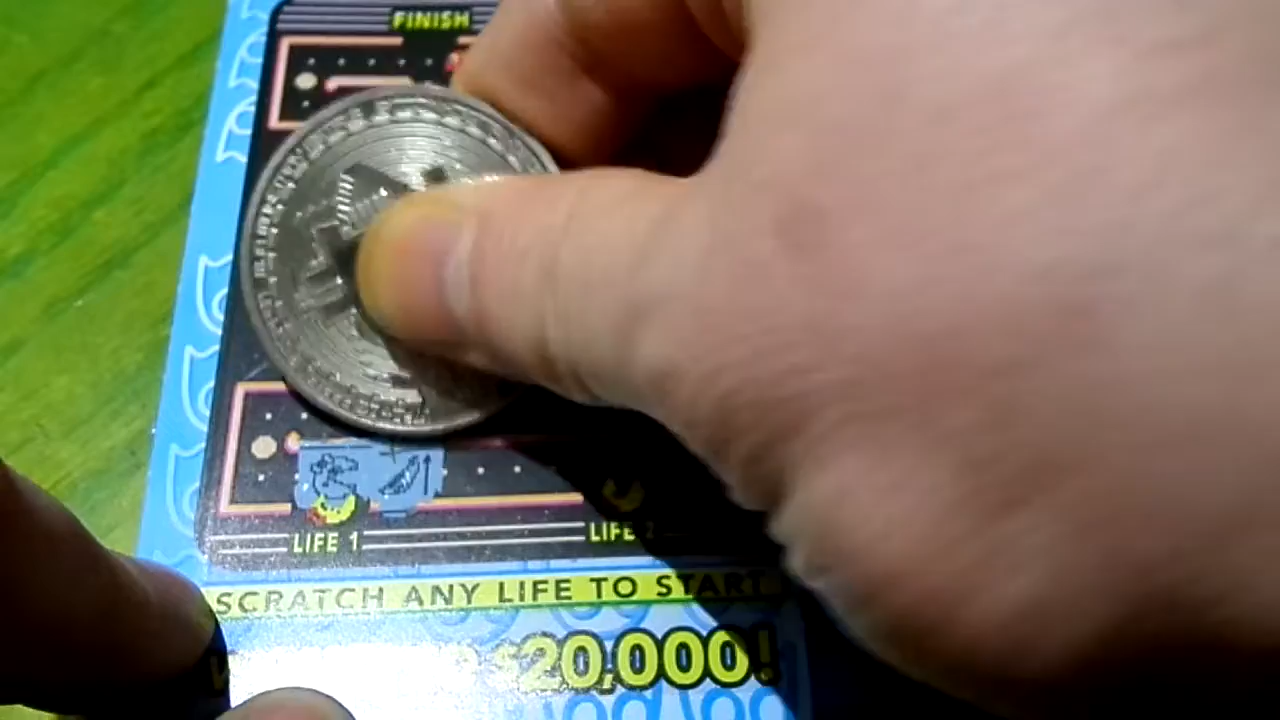 FINISH
LIFE 1
LIFE 2
SCRATCH ANY LIFE TO START
$20,000!